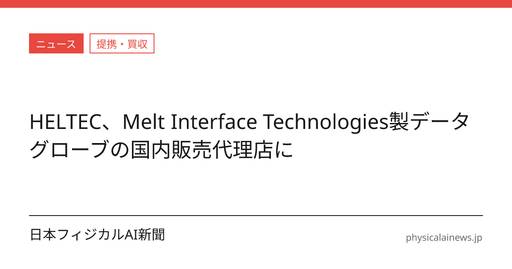 ニュース 提携・買収
HELTEC、Melt Interface Technologies製データ
グローブの国内販売代理店に
日本フィジカルAI新聞 physicalainews.jp